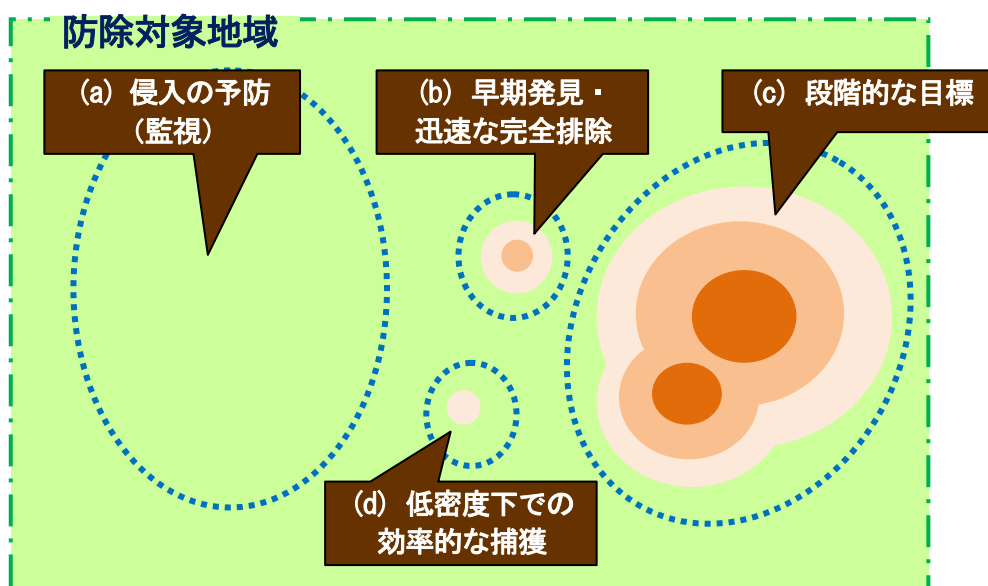 防除対象地域
(a) 侵入の予防
(監視)
(b) 早期発見・
迅速な完全排除
(c) 段階的な目標
(d) 低密度下での
効率的な捕獲